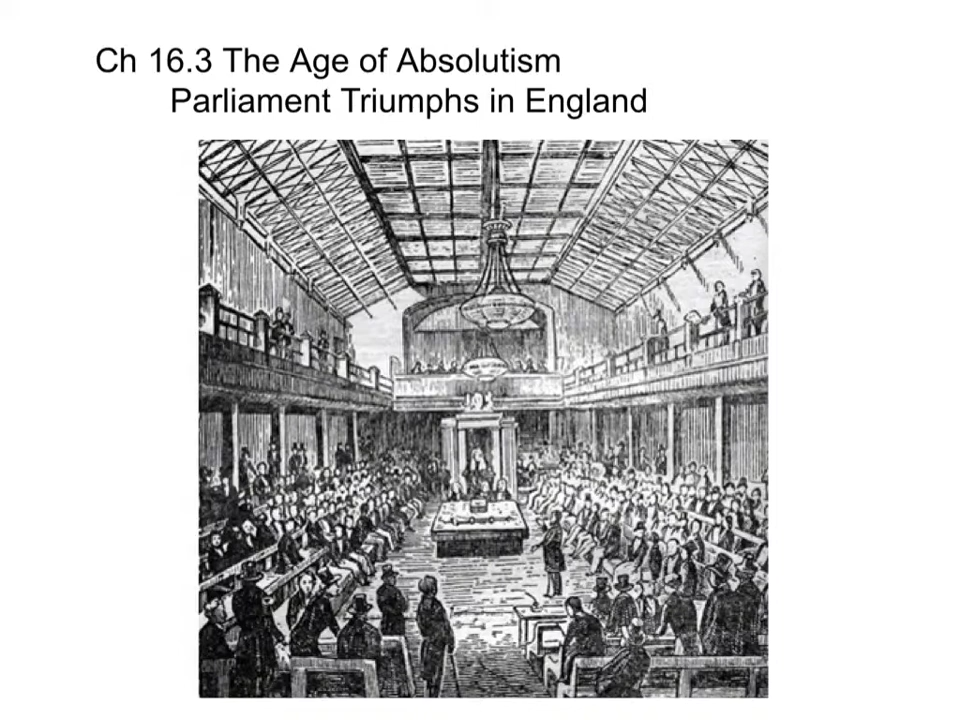 Ch 16.3 The Age of Absolutism
Parliament Triumphs in England